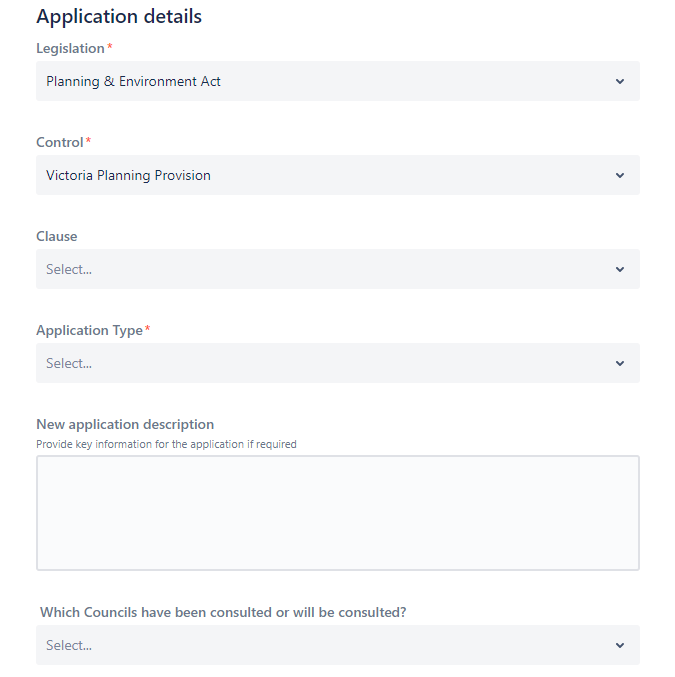 Application details
Legislation*
Planning & Environment Act
Control*
Victoria Planning Provision
Clause
Select...
Application Type*
Select...
New application description
Provide key information for the application if required
Which Councils have been consulted or will be consulted?
Select...